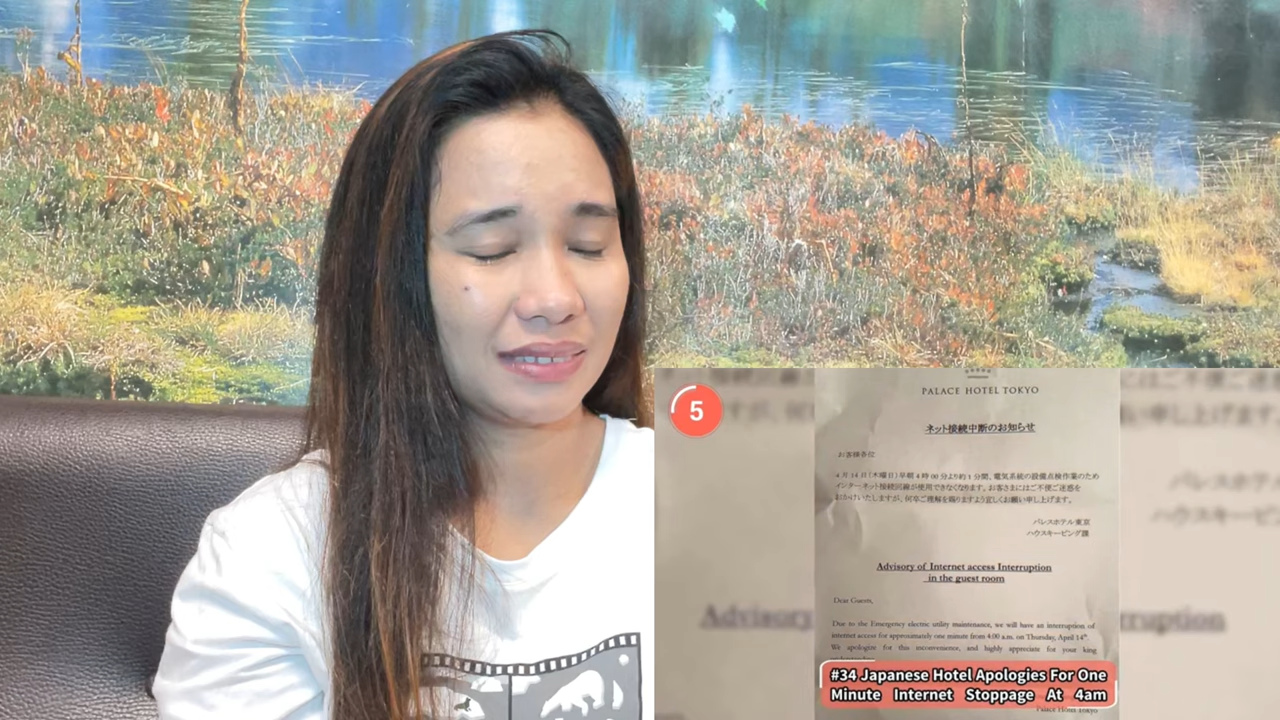 5
PALACE HOTEL TOKYO
ネット接続中断のお知らせ
お客様各位
4月14日(木曜日)早朝4時00分より約1分間、電気系統の設備点検作業のため
インターネット接続回線が使用できなくなります。お客さまにはご不便ご迷惑を
おかけいたしますが、何卒ご理解を賜りますよう宜しくお願い申し上げます。
パレスホテル東京
ハウスキーピング課
Advisory of Internet access Interruption
in the guest room
Dear Guests,
Due to the Emergency electric utility maintenance, we will have an interruption of
internet access for approximately one minute from 4:00 a.m. on Thursday, April 14th.
We apologize for this inconvenience, and highly appreciate for your king
#34 Japanese Hotel Apologies For One
Minute Internet Stoppage At 4am
Palace Hotel Tokyo